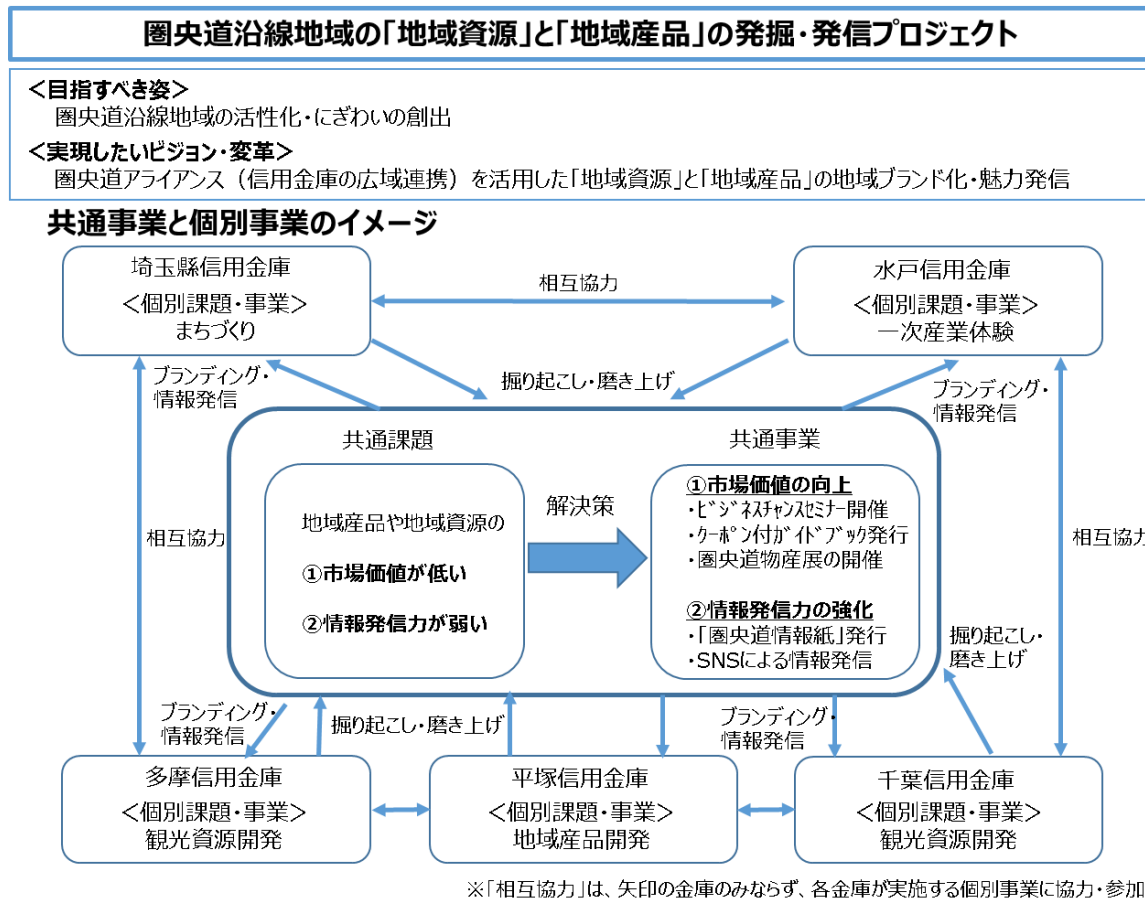 圏央道沿線地域の「地域資源」と「地域産品」の発掘・発信プロジェクト
＜目指すべき姿＞
圏央道沿線地域の活性化・にぎわいの創出
＜実現したいビジョン・変革＞
圏央道アライアンス（信用金庫の広域連携）を活用した「地域資源」と「地域産品」の地域ブランド化・魅力発信
共通事業と個別事業のイメージ
埼玉縣信用金庫
＜個別課題・事業＞
まちづくり
相互協力
水戸信用金庫
＜個別課題・事業＞
一次産業体験
ブランディング・
情報発信
掘り起こし・磨き上げ
ブランディング・
情報発信
相互協力
共通課題
地域産品や地域資源の
①市場価値が低い
②情報発信力が弱い
解決策
共通事業
①市場価値の向上
・ﾋﾞｼﾞﾈｽﾁｬﾝｽｾﾐﾅｰ開催
・ｸｰﾎﾟﾝ付ｶﾞｲﾄﾞﾌﾞｯｸ発行
・圏央道物産展の開催
②情報発信力の強化
・「圏央道情報紙」発行
・SNSによる情報発信
相互協力
掘り起こし・
磨き上げ
ブランディング・
情報発信
掘り起こし・磨き上げ
ブランディング・
情報発信
多摩信用金庫
＜個別課題・事業＞
観光資源開発
平塚信用金庫
＜個別課題・事業＞
地域産品開発
千葉信用金庫
＜個別課題・事業＞
観光資源開発
※「相互協力」は、矢印の金庫のみならず、各金庫が実施する個別事業に協力・参加